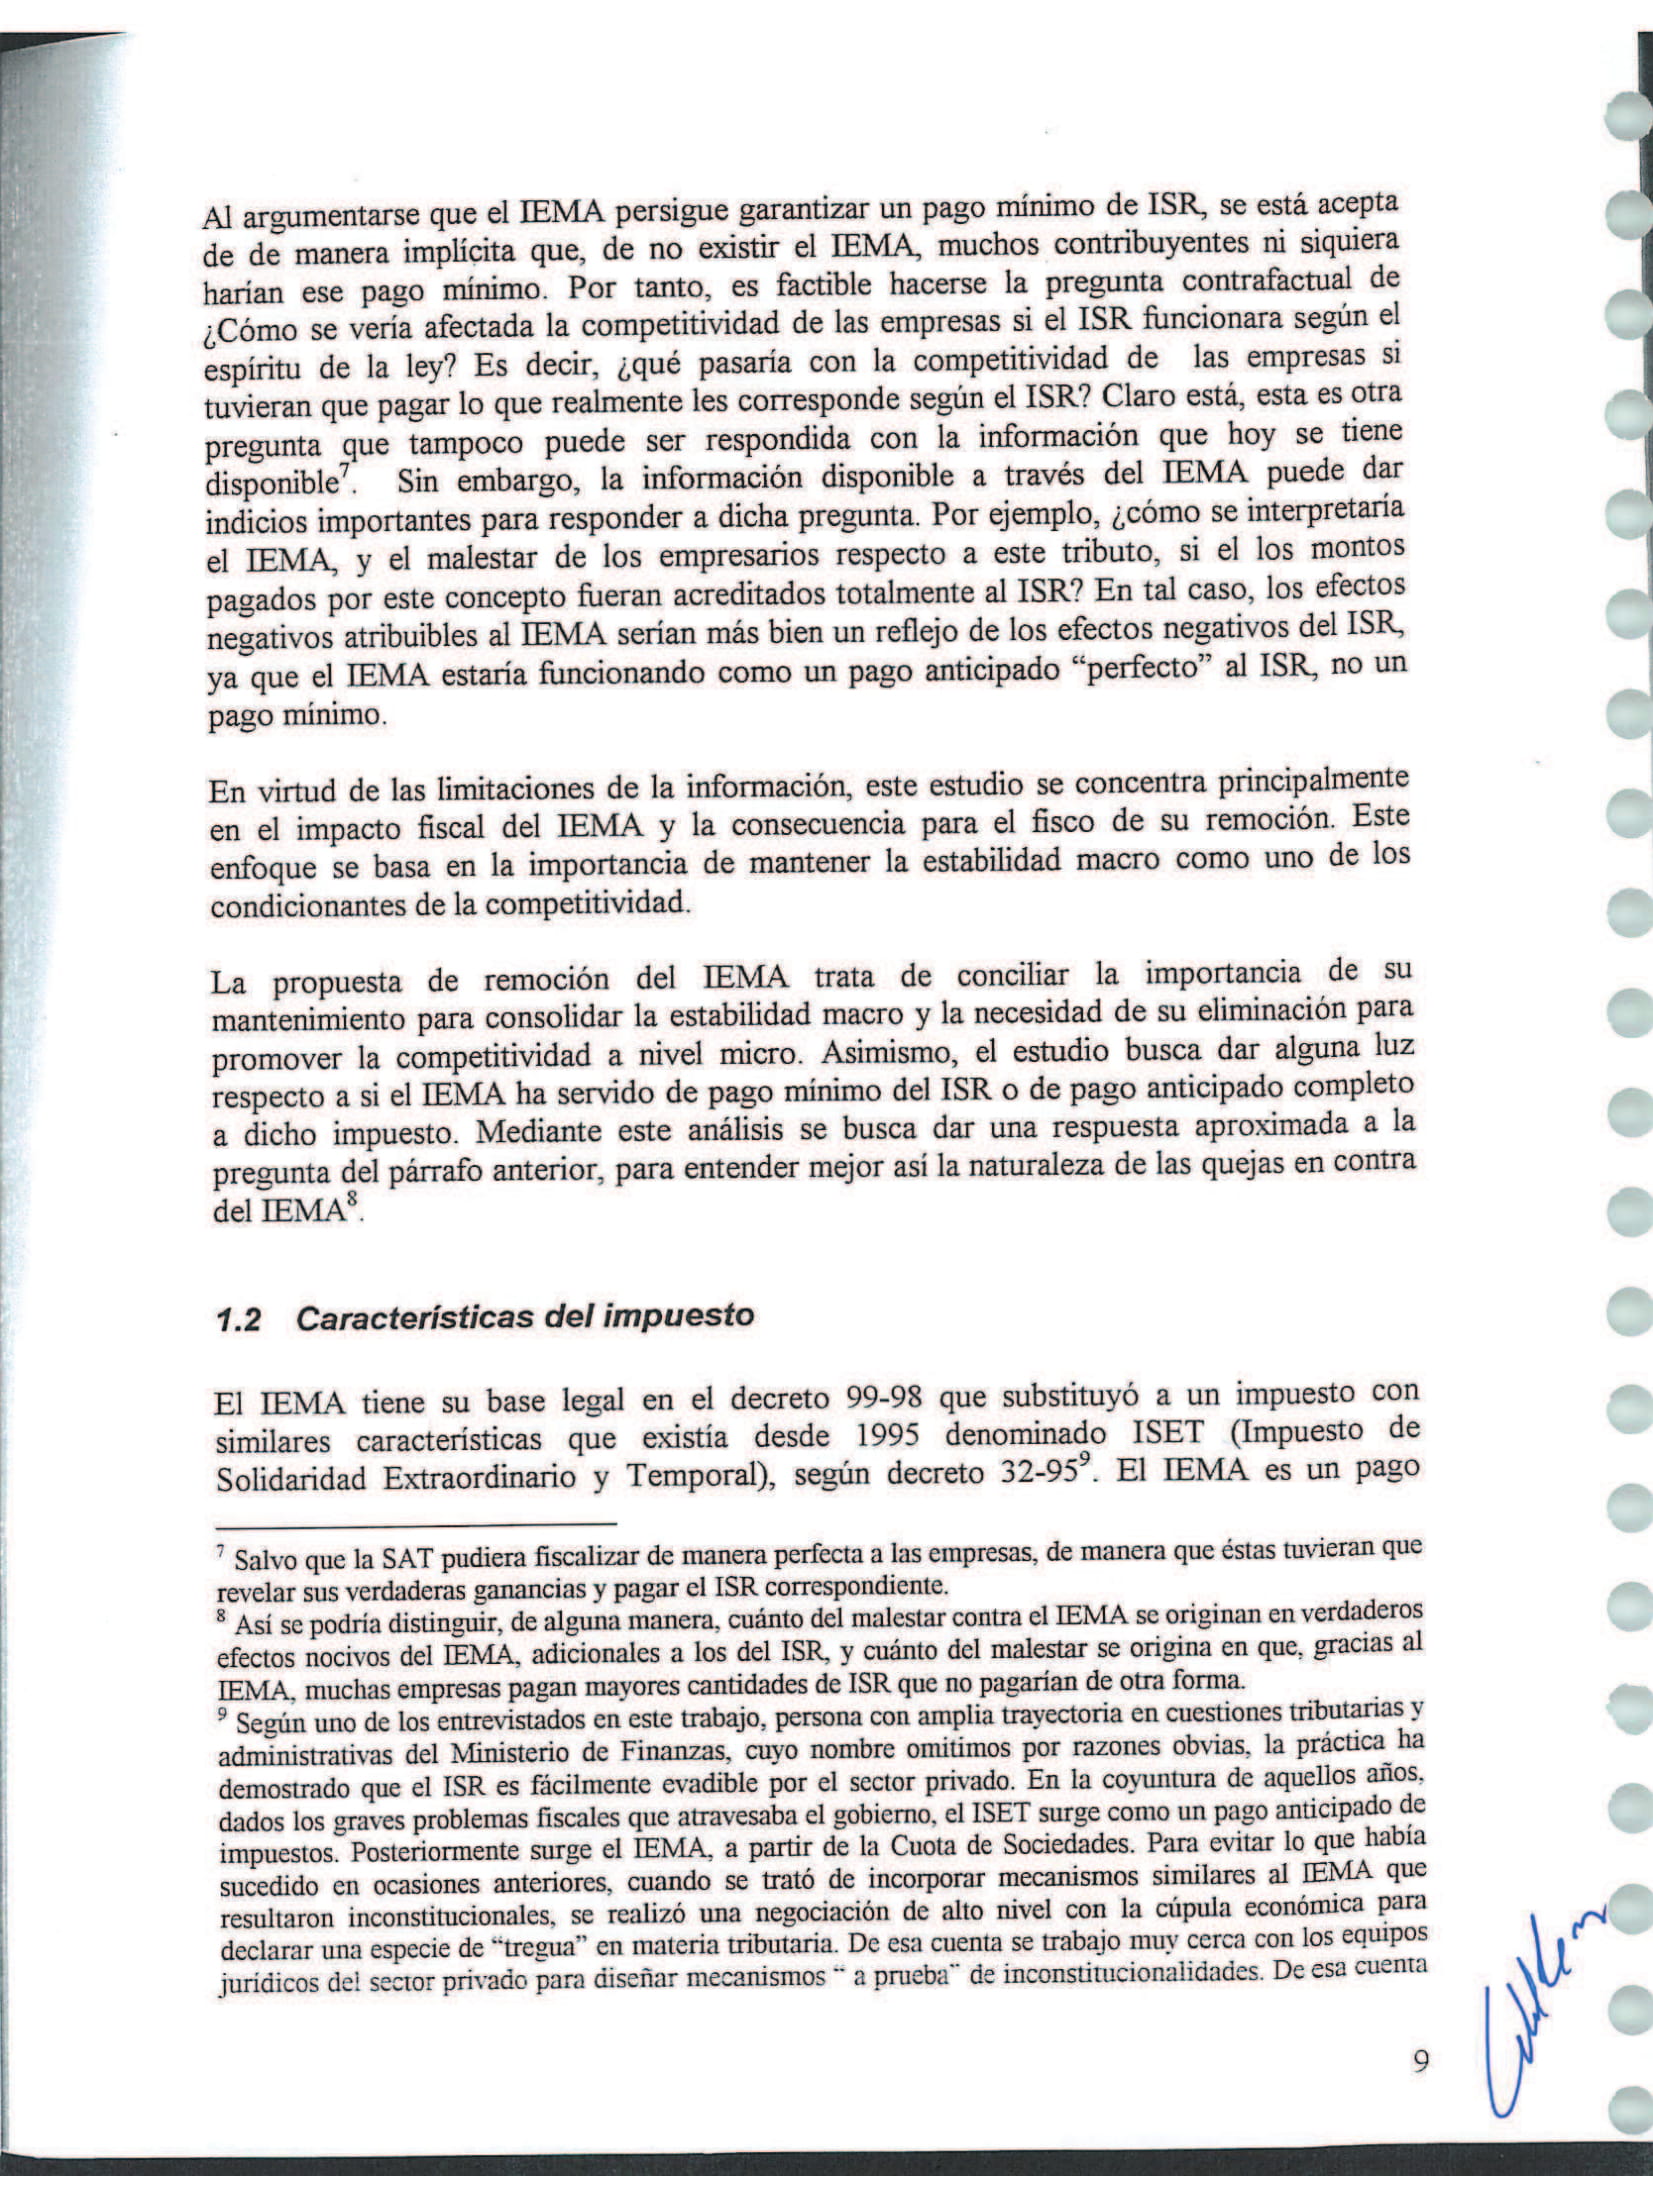 Al argumentarse que el IEMA persigue garantizar un pago mínimo de ISR, se está acepta
de de manera implícita que, de no existir el IEMA, muchos contribuyentes ni siquiera
harían ese pago mínimo. Por tanto, es factible hacerse la pregunta contrafactual de
¿Cómo se vería afectada la competitividad de las empresas si el ISR funcionara según el
espíritu de la ley? Es decir, ¿qué pasaría con la competitividad de las empresas si
tuvieran que pagar lo que realmente les corresponde según el ISR? Claro está, esta es otra
pregunta que tampoco puede ser respondida con la información que hoy se tiene
disponible⁷. Sin embargo, la información disponible a través del IEMA puede dar
indicios importantes para responder a dicha pregunta. Por ejemplo, ¿cómo se interpretaría
el IEMA, y el malestar de los empresarios respecto a este tributo, si el los montos
pagados por este concepto fueran acreditados totalmente al ISR? En tal caso, los efectos
negativos atribuibles al IEMA serían más bien un reflejo de los efectos negativos del ISR,
ya que el IEMA estaría funcionando como un pago anticipado “perfecto” al ISR, no un
pago mínimo.
En virtud de las limitaciones de la información, este estudio se concentra principalmente
en el impacto fiscal del IEMA y la consecuencia para el fisco de su remoción. Este
enfoque se basa en la importancia de mantener la estabilidad macro como uno de los
condicionantes de la competitividad.
La propuesta de remoción del IEMA trata de conciliar la importancia de su
mantenimiento para consolidar la estabilidad macro y la necesidad de su eliminación para
promover la competitividad a nivel micro. Asimismo, el estudio busca dar alguna luz
respecto a si el IEMA ha servido de pago mínimo del ISR o de pago anticipado completo
a dicho impuesto. Mediante este análisis se busca dar una respuesta aproximada a la
pregunta del párrafo anterior, para entender mejor así la naturaleza de las quejas en contra
del IEMA⁸.
1.2 Características del impuesto
El IEMA tiene su base legal en el decreto 99-98 que substituyó a un impuesto con
similares características que existía desde 1995 denominado ISET (Impuesto de
Solidaridad Extraordinario y Temporal), según decreto 32-95⁹. El IEMA es un pago
⁷ Salvo que la SAT pudiera fiscalizar de manera perfecta a las empresas, de manera que éstas tuvieran que
revelar sus verdaderas ganancias y pagar el ISR correspondiente.
⁸ Así se podría distinguir, de alguna manera, cuánto del malestar contra el IEMA se originan en verdaderos
efectos nocivos del IEMA, adicionales a los del ISR, y cuánto del malestar se origina en que, gracias al
IEMA, muchas empresas pagan mayores cantidades de ISR que no pagarían de otra forma.
⁹ Según uno de los entrevistados en este trabajo, persona con amplia trayectoria en cuestiones tributarias y
administrativas del Ministerio de Finanzas, cuyo nombre omitimos por razones obvias, la práctica ha
demostrado que el ISR es fácilmente evadible por el sector privado. En la coyuntura de aquellos años,
dados los graves problemas fiscales que atravesaba el gobierno, el ISET surge como un pago anticipado de
impuestos. Posteriormente surge el IEMA, a partir de la Cuota de Sociedades. Para evitar lo que había
sucedido en ocasiones anteriores, cuando se trató de incorporar mecanismos similares al IEMA que
resultaron inconstitucionales, se realizó una negociación de alto nivel con la cúpula económica para
declarar una especie de “tregua” en materia tributaria. De esa cuenta se trabajo muy cerca con los equipos
jurídicos del sector privado para diseñar mecanismos “ a prueba” de inconstitucionalidades. De esa cuenta
9